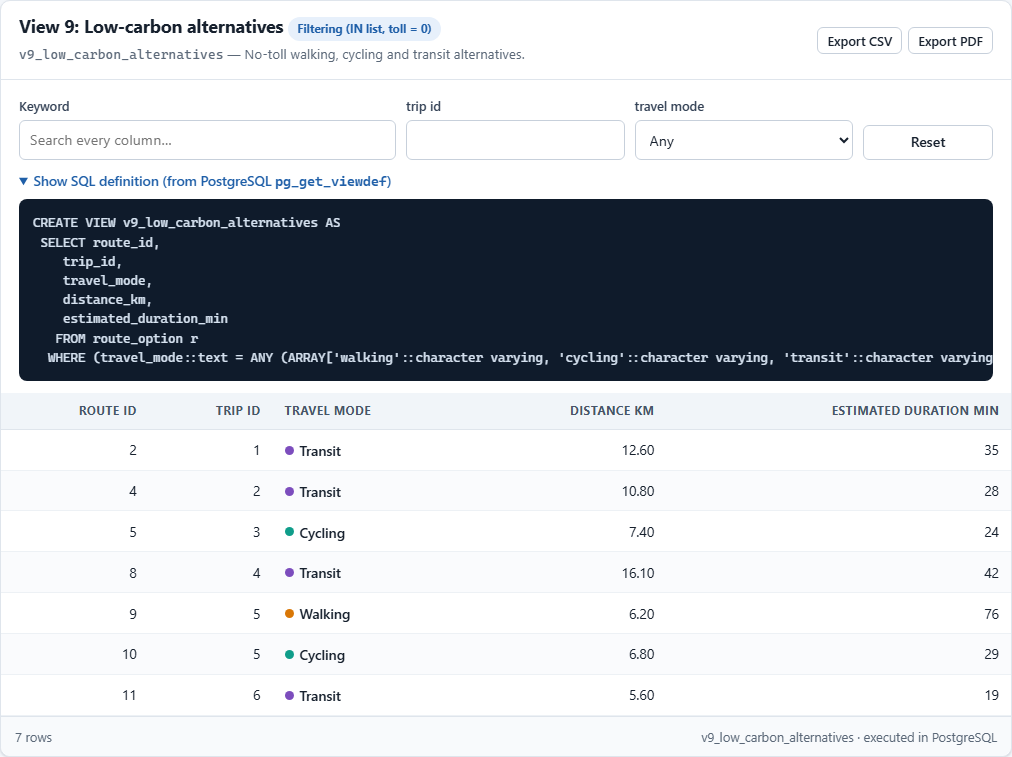 View 9: Low-carbon alternatives Filtering (IN list, toll = 0)
v9_low_carbon_alternatives — No-toll walking, cycling and transit alternatives.
Export CSV Export PDF
Keyword trip id travel mode
Search every column... Any Reset
▼ Show SQL definition (from PostgreSQL pg_get_viewdef)
CREATE VIEW v9_low_carbon_alternatives AS
SELECT route_id,
trip_id,
travel_mode,
distance_km,
estimated_duration_min
FROM route_option r
WHERE (travel_mode::text = ANY (ARRAY['walking'::character varying, 'cycling'::character varying, 'transit'::character varying
ROUTE ID TRIP ID TRAVEL MODE DISTANCE KM ESTIMATED DURATION MIN
2 1 Transit 12.60 35
4 2 Transit 10.80 28
5 3 Cycling 7.40 24
8 4 Transit 16.10 42
9 5 Walking 6.20 76
10 5 Cycling 6.80 29
11 6 Transit 5.60 19
7 rows v9_low_carbon_alternatives · executed in PostgreSQL